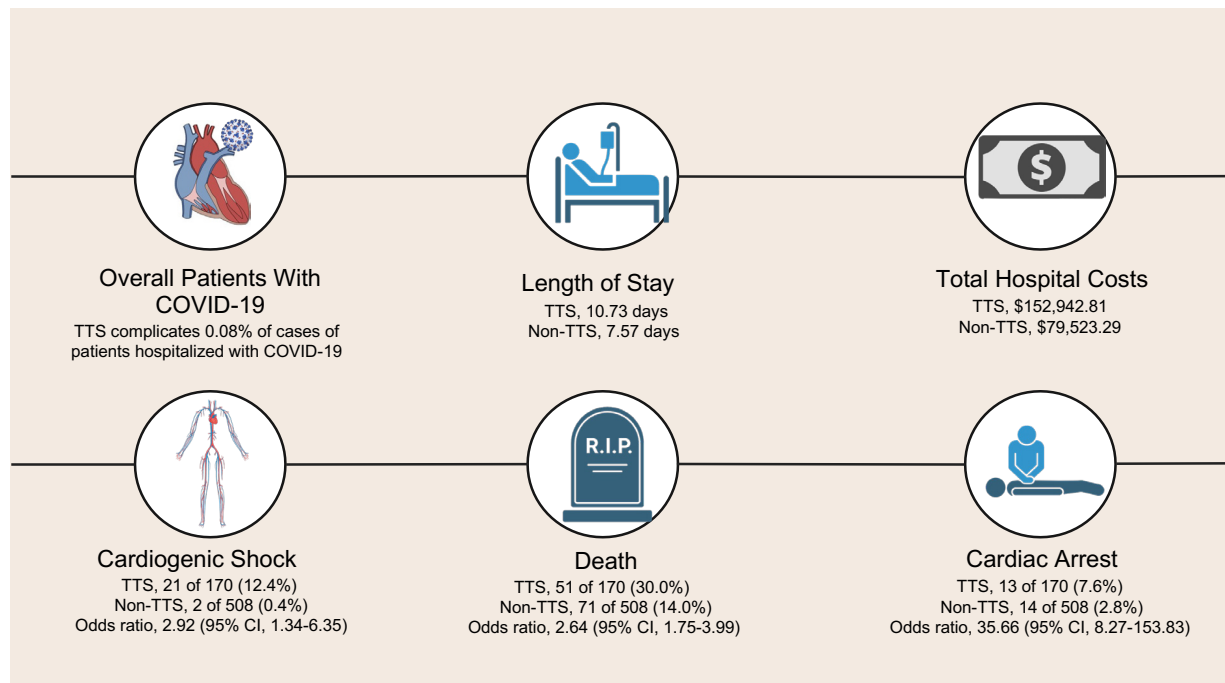 $
Overall Patients With
COVID-19
TTS complicates 0.08% of cases of
patients hospitalized with COVID-19
Length of Stay
TTS, 10.73 days
Non-TTS, 7.57 days
Total Hospital Costs
TTS, $152,942.81
Non-TTS, $79,523.29
R.I.P.
Cardiogenic Shock
TTS, 21 of 170 (12.4%)
Non-TTS, 2 of 508 (0.4%)
Odds ratio, 2.92 (95% CI, 1.34-6.35)
Death
TTS, 51 of 170 (30.0%)
Non-TTS, 71 of 508 (14.0%)
Odds ratio, 2.64 (95% CI, 1.75-3.99)
Cardiac Arrest
TTS, 13 of 170 (7.6%)
Non-TTS, 14 of 508 (2.8%)
Odds ratio, 35.66 (95% CI, 8.27-153.83)